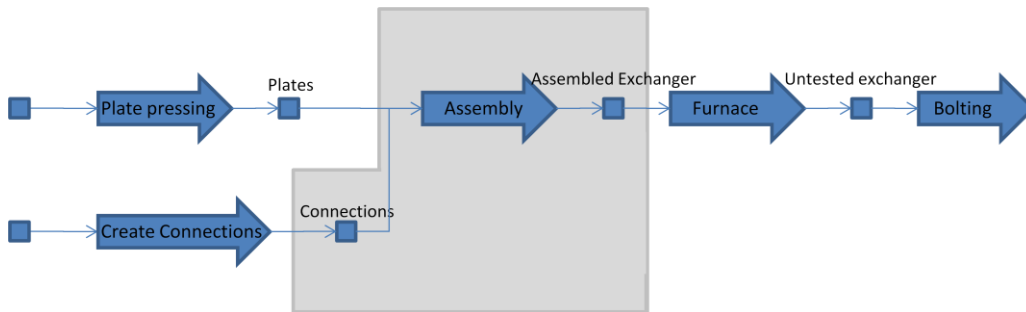 Plates
Assembled Exchanger
Untested exchanger
Plate pressing
Assembly
Furnace
Bolting
Connections
Create Connections